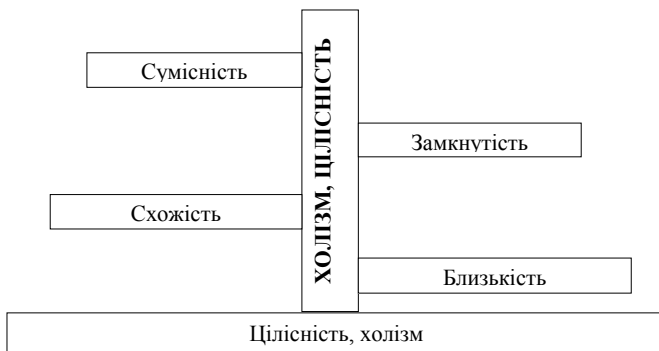 Сумісність
ХОЛІЗМ, ЦІЛІСНІСТЬ
Замкнутість
Схожість
Близькість
Цілісність, холізм